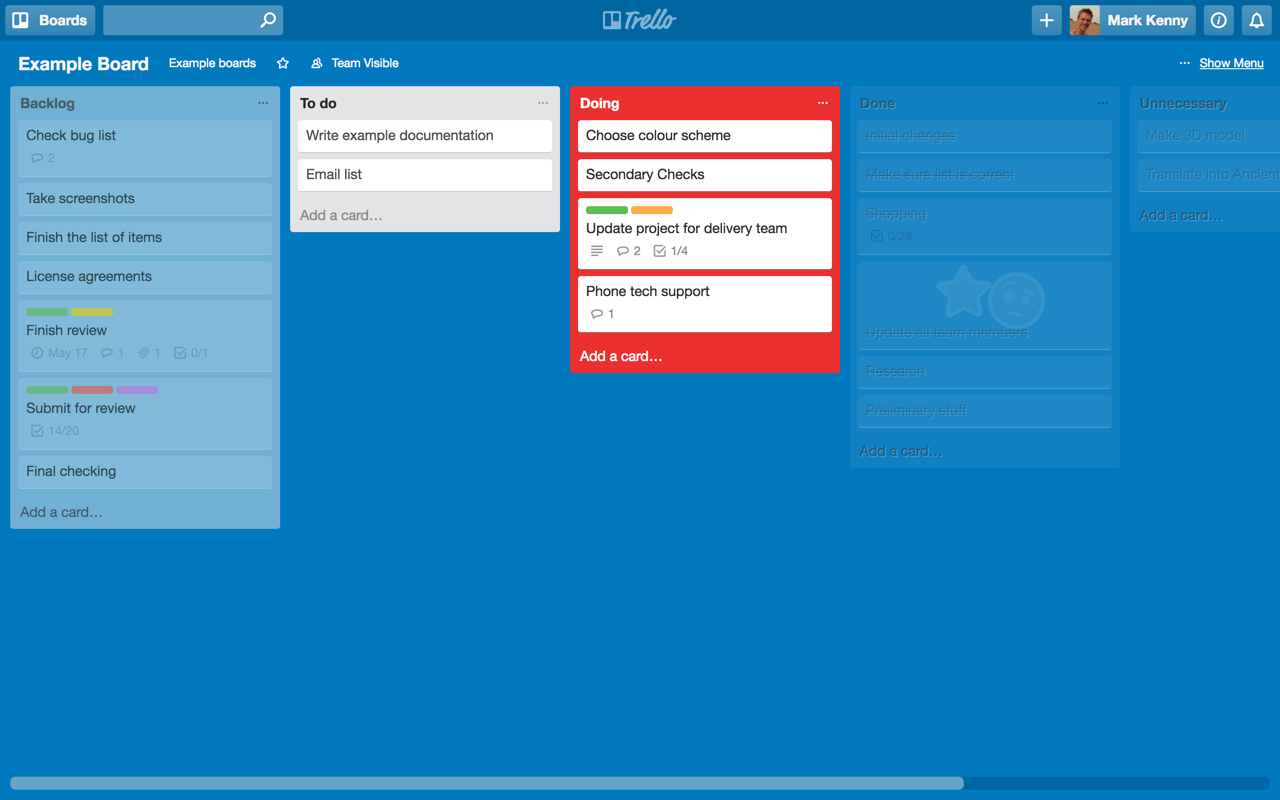 Boards
Trello
Mark Kenny
Example Board
Example boards
Team Visible
... Show Menu
Backlog ...
Check bug list
2
Take screenshots
Finish the list of items
License agreements
Finish review
May 17 1 1 0/1
Submit for review
14/20
Final checking
Add a card…
To do ...
Write example documentation
Email list
Add a card…
Doing ...
Choose colour scheme
Secondary Checks
Update project for delivery team
2 1/4
Phone tech support
1
Add a card…
Done ...
Initial changes
Make sure list is correct
Shopping
0/29
Update all team members
Research
Preliminary stuff
Add a card…
Unnecessary
Make 3D model
Translate into Ancient
Add a card…